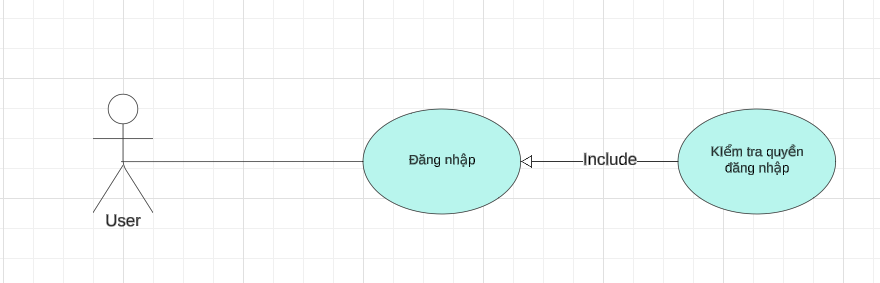 Đăng nhập
Include
Kiểm tra quyền
đăng nhập
User